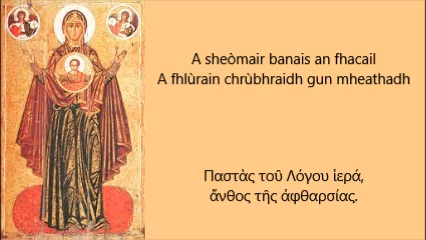 A sheòmair banais an fhacail
A fhlùrain chrùbhraidh gun mheathadh
Παστὰς τοῦ Λόγου ἱερά,
ἄνθος τῆς ἀφθαρσίας.